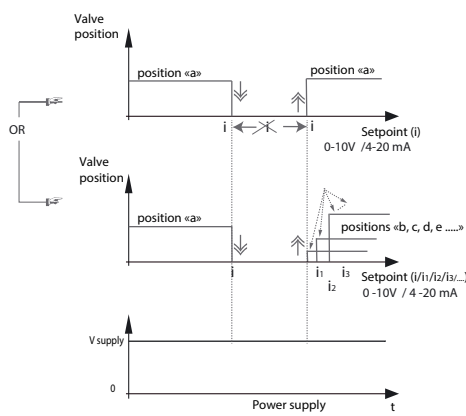 Valve
position
position «a»
position «a»
i
i
i
OR
Setpoint (i)
0-10V /4-20 mA
Valve
position
position «a»
positions «b, c, d, e .....»
i
i1
i3
i2
Setpoint (i/i1/i2/i3/....)
0 -10V / 4 -20 mA
V supply
0
Power supply
t